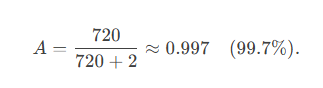 A = 720 / (720 + 2) ≈ 0.997 (99.7%).